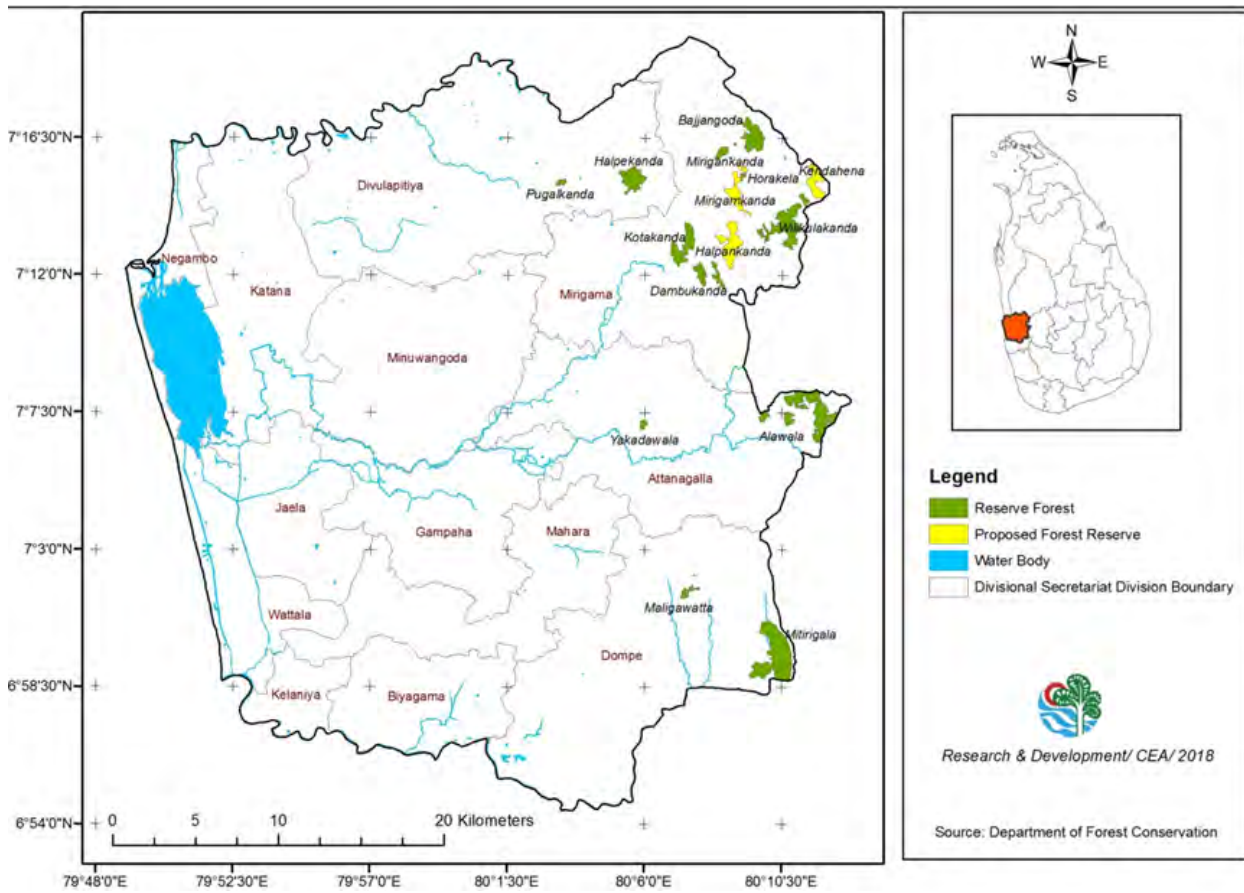 7°16'30"N
7°12'0"N
7°7'30"N
7°3'0"N
6°58'30"N
6°54'0"N
79°48'0"E
79°52'30"E
79°57'0"E
80°1'30"E
80°6'0"E
80°10'30"E
Bajjangoda
Halpekanda
Mirigankanda
Kendahena
Horakela
Divulapitiya
Pugalkanda
Mirigamkanda
Kotakanda
Halpankanda
Negambo
Katana
Mirigama
Dambukanda
Minuwangoda
Yakadawala
Alawala
Attanagalla
Jaela
Gampaha
Mahara
Maligawatta
Wattala
Mitirigala
Dompe
Kelaniya
Biyagama
0 5 10 20 Kilometers
N
W E
S
Legend
Reserve Forest
Proposed Forest Reserve
Water Body
Divisional Secretariat Division Boundary
Research & Development/ CEA/ 2018
Source: Department of Forest Conservation